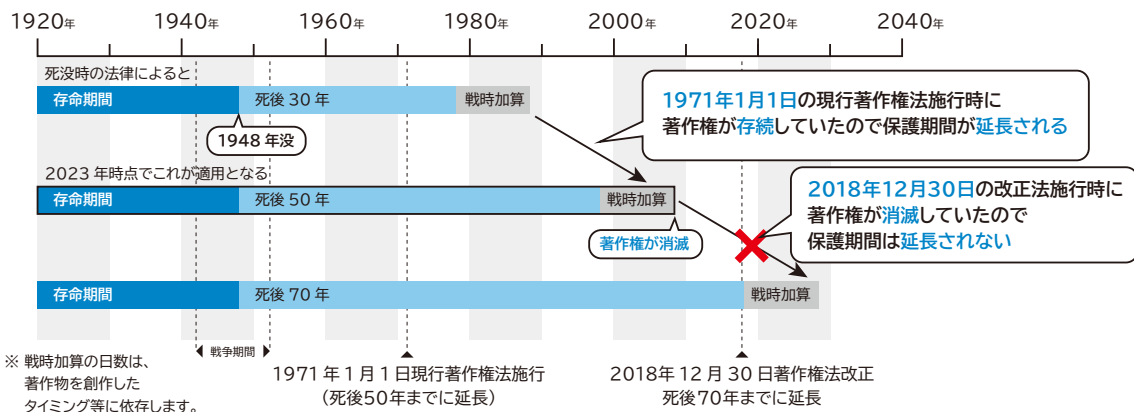 1920年 1940年 1960年 1980年 2000年 2020年 2040年
死没時の法律によると
存命期間 死後 30 年 戦時加算
1948 年没
1971年1月1日の現行著作権法施行時に
著作権が存続していたので保護期間が延長される
2023 年時点でこれが適用となる
存命期間 死後 50 年 戦時加算
著作権が消滅
2018年12月30日の改正法施行時に
著作権が消滅していたので
保護期間は延長されない
存命期間 死後 70 年 戦時加算
戦争期間
1971 年 1 月 1 日現行著作権法施行
（死後50年までに延長）
2018年 12 月 30 日著作権法改正
死後70年までに延長
※ 戦時加算の日数は、
著作物を創作した
タイミング等に依存します。